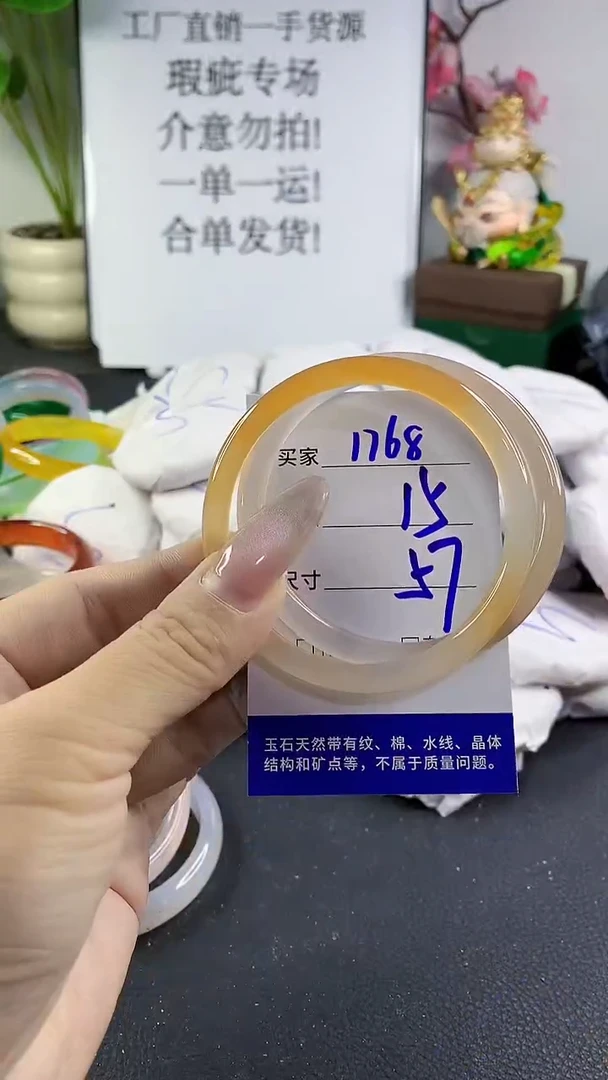 工厂直销一手货源
瑕疵专场
介意勿拍!
一单一运!
合单发货!
买家 1768
15
尺寸 57
玉石天然带有纹、棉、水线、晶体
结构和矿点等，不属于质量问题。